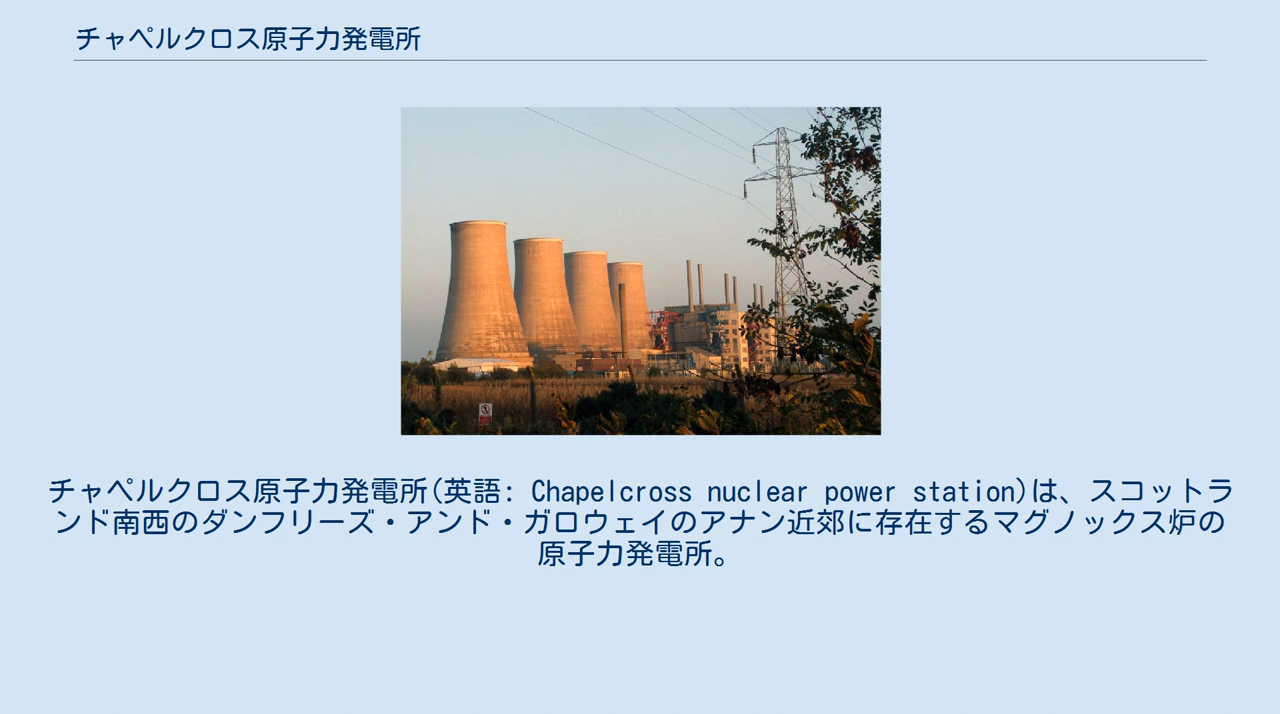 チャペルクロス原子力発電所
チャペルクロス原子力発電所(英語: Chapelcross nuclear power station)は、スコットラ
ンド南西のダンフリーズ・アンド・ガロウェイのアナン近郊に存在するマグノックス炉の
原子力発電所。